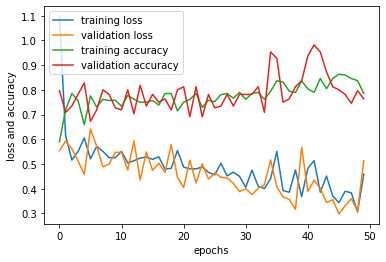 training loss
validation loss
training accuracy
validation accuracy
loss and accuracy
1.1
1.0
0.9
0.8
0.7
0.6
0.5
0.4
0.3
0 10 20 30 40 50
epochs